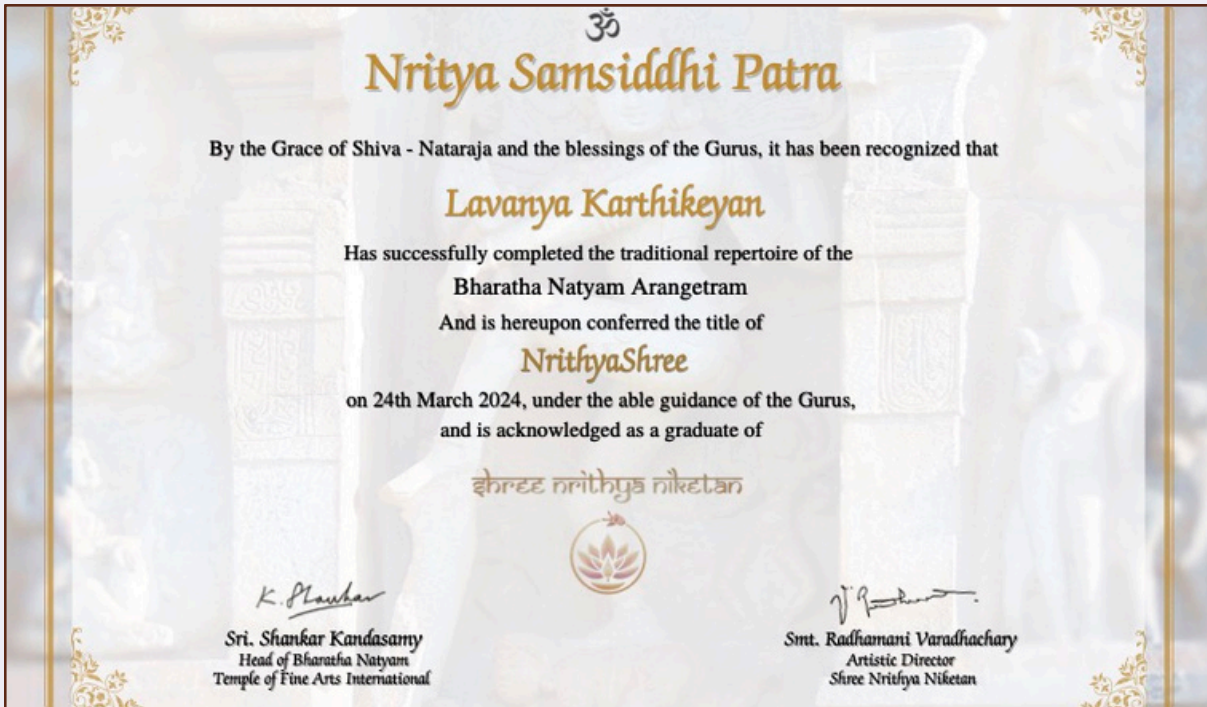 ॐ
Nritya Samsiddhi Patra
By the Grace of Shiva - Nataraja and the blessings of the Gurus, it has been recognized that
Lavanya Karthikeyan
Has successfully completed the traditional repertoire of the
Bharatha Natyam Arangetram
And is hereupon conferred the title of
NrithyaShree
on 24th March 2024, under the able guidance of the Gurus,
and is acknowledged as a graduate of
shree nrithya niketan
K. Shankar
Sri. Shankar Kandasamy
Head of Bharatha Natyam
Temple of Fine Arts International
Smt. Radhamani Varadhachary
Artistic Director
Shree Nrithya Niketan